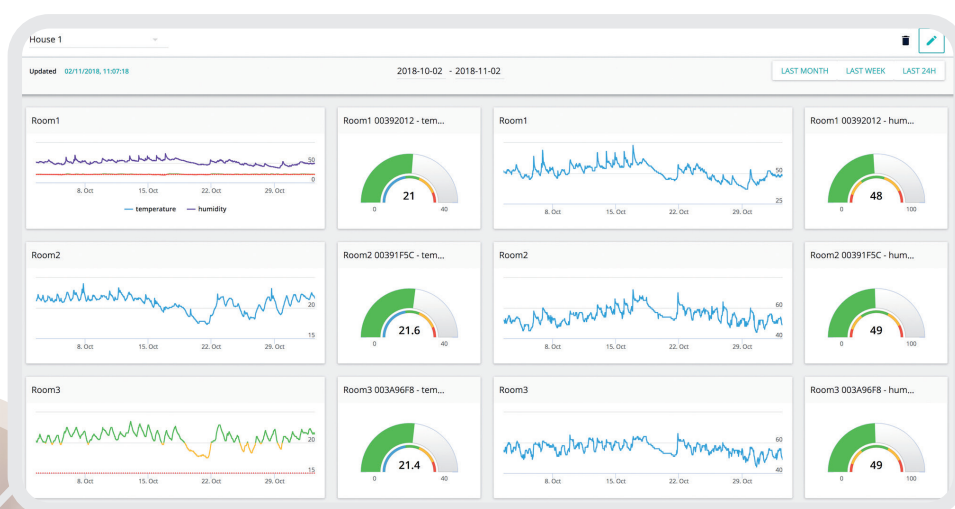 House 1
Updated 02/11/2018, 11:07:18
2018-10-02 - 2018-11-02
LAST MONTH LAST WEEK LAST 24H
Room1
50
0
8. Oct 15. Oct 22. Oct 29. Oct
temperature humidity
Room1 00392012 - tem...
21
0 40
Room1
50
25
8. Oct 15. Oct 22. Oct 29. Oct
Room1 00392012 - hum...
48
0 100
Room2
20
15
8. Oct 15. Oct 22. Oct 29. Oct
Room2 00391F5C - tem...
21.6
0 40
Room2
60
40
8. Oct 15. Oct 22. Oct 29. Oct
Room2 00391F5C - hum...
49
0 100
Room3
20
15
8. Oct 15. Oct 22. Oct 29. Oct
Room3 003A96F8 - tem...
21.4
0 40
Room3
60
40
8. Oct 15. Oct 22. Oct 29. Oct
Room3 003A96F8 - hum...
49
0 100